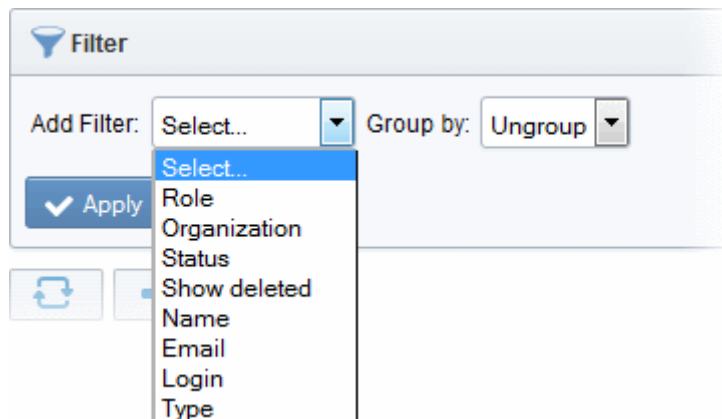 Filter
Add Filter: Select... Group by: Ungroup
Select...
Apply
Role
Organization
Status
Show deleted
Name
Email
Login
Type